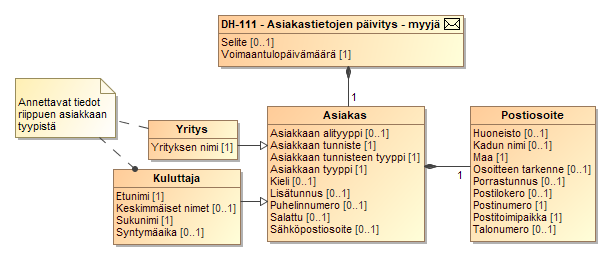 DH-111 - Asiakastietojen päivitys - myyjä
Selite [0..1]
Voimaantulopäivämäärä [1]
1
Annettavat tiedot
riippuen asiakkaan
tyypistä
Yritys
Yrityksen nimi [1]
Kuluttaja
Etunimi [1]
Keskimmäiset nimet [0..1]
Sukunimi [1]
Syntymäaika [0..1]
Asiakas
Asiakkaan alityyppi [0..1]
Asiakkaan tunniste [1]
Asiakkaan tunnisteen tyyppi [1]
Asiakkaan tyyppi [1]
Kieli [0..1]
Lisätunnus [0..1]
Puhelinnumero [0..1]
Salattu [0..1]
Sähköpostiosoite [0..1]
1
Postiosoite
Huoneisto [0..1]
Kadun nimi [0..1]
Maa [1]
Osoitteen tarkenne [0..1]
Porrastunnus [0..1]
Postilokero [0..1]
Postinumero [1]
Postitoimipaikka [1]
Talonumero [0..1]